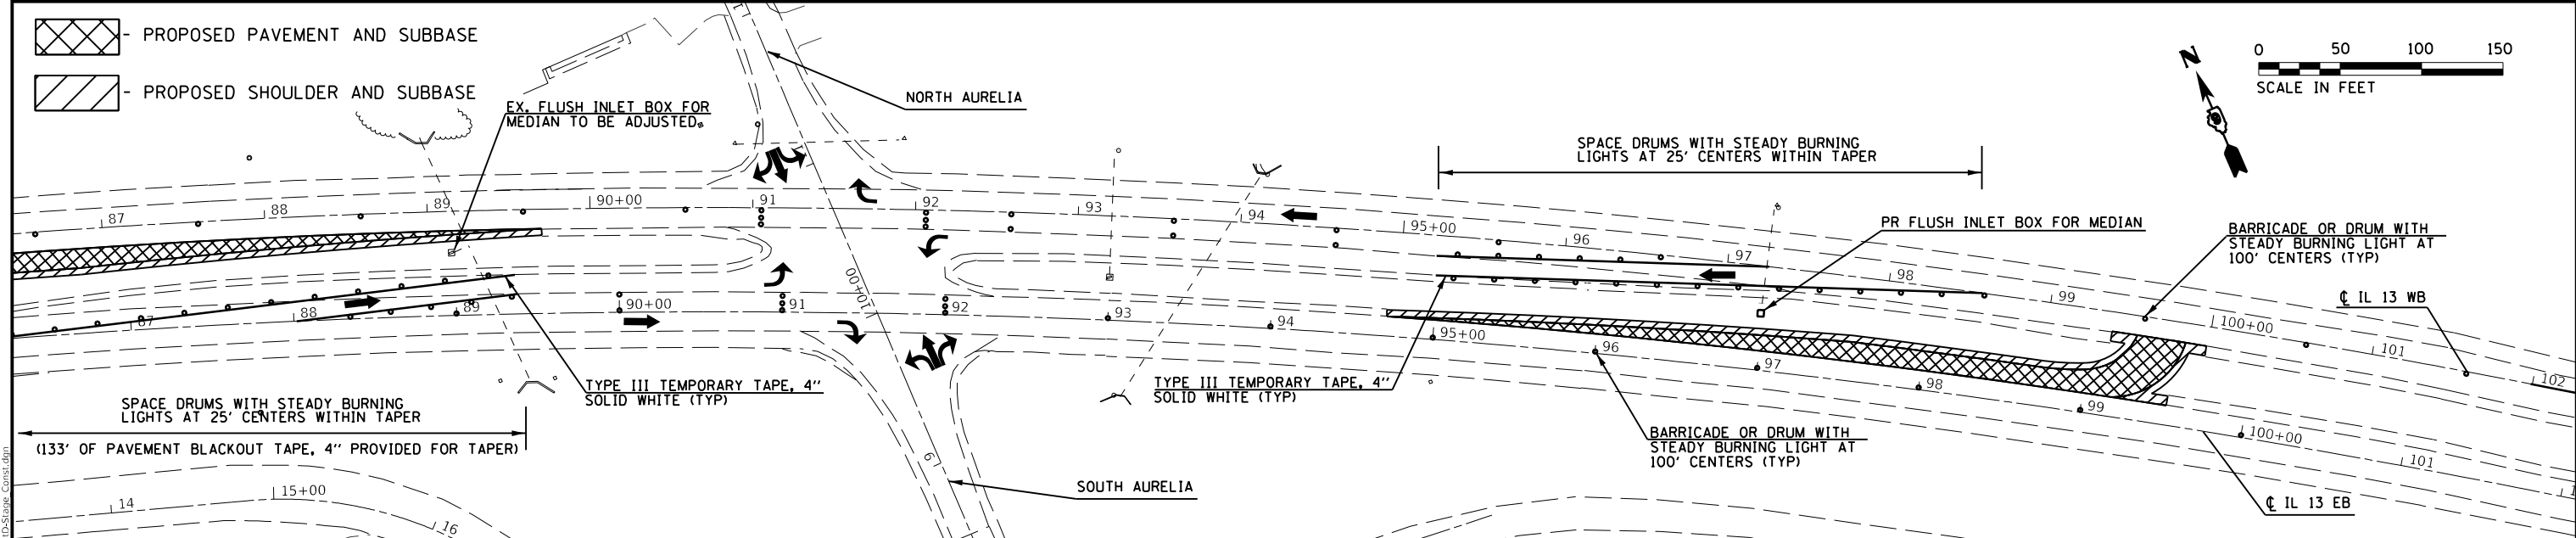 - PROPOSED PAVEMENT AND SUBBASE
- PROPOSED SHOULDER AND SUBBASE
EX. FLUSH INLET BOX FOR
MEDIAN TO BE ADJUSTED.
NORTH AURELIA
SPACE DRUMS WITH STEADY BURNING
LIGHTS AT 25' CENTERS WITHIN TAPER
N
0 50 100 150
SCALE IN FEET
PR FLUSH INLET BOX FOR MEDIAN
BARRICADE OR DRUM WITH
STEADY BURNING LIGHT AT
100' CENTERS (TYP)
℄ IL 13 WB
87 88 89 90+00 91 92 93 94 95+00 96 97 98 99 100+00 101 102
10+00
87 88 89 90+00 91 92 93 94 95+00 96 97 98 99 100+00 101
TYPE III TEMPORARY TAPE, 4"
SOLID WHITE (TYP)
TYPE III TEMPORARY TAPE, 4"
SOLID WHITE (TYP)
SPACE DRUMS WITH STEADY BURNING
LIGHTS AT 25' CENTERS WITHIN TAPER
(133' OF PAVEMENT BLACKOUT TAPE, 4" PROVIDED FOR TAPER)
BARRICADE OR DRUM WITH
STEADY BURNING LIGHT AT
100' CENTERS (TYP)
9
SOUTH AURELIA
℄ IL 13 EB
14 15+00 16